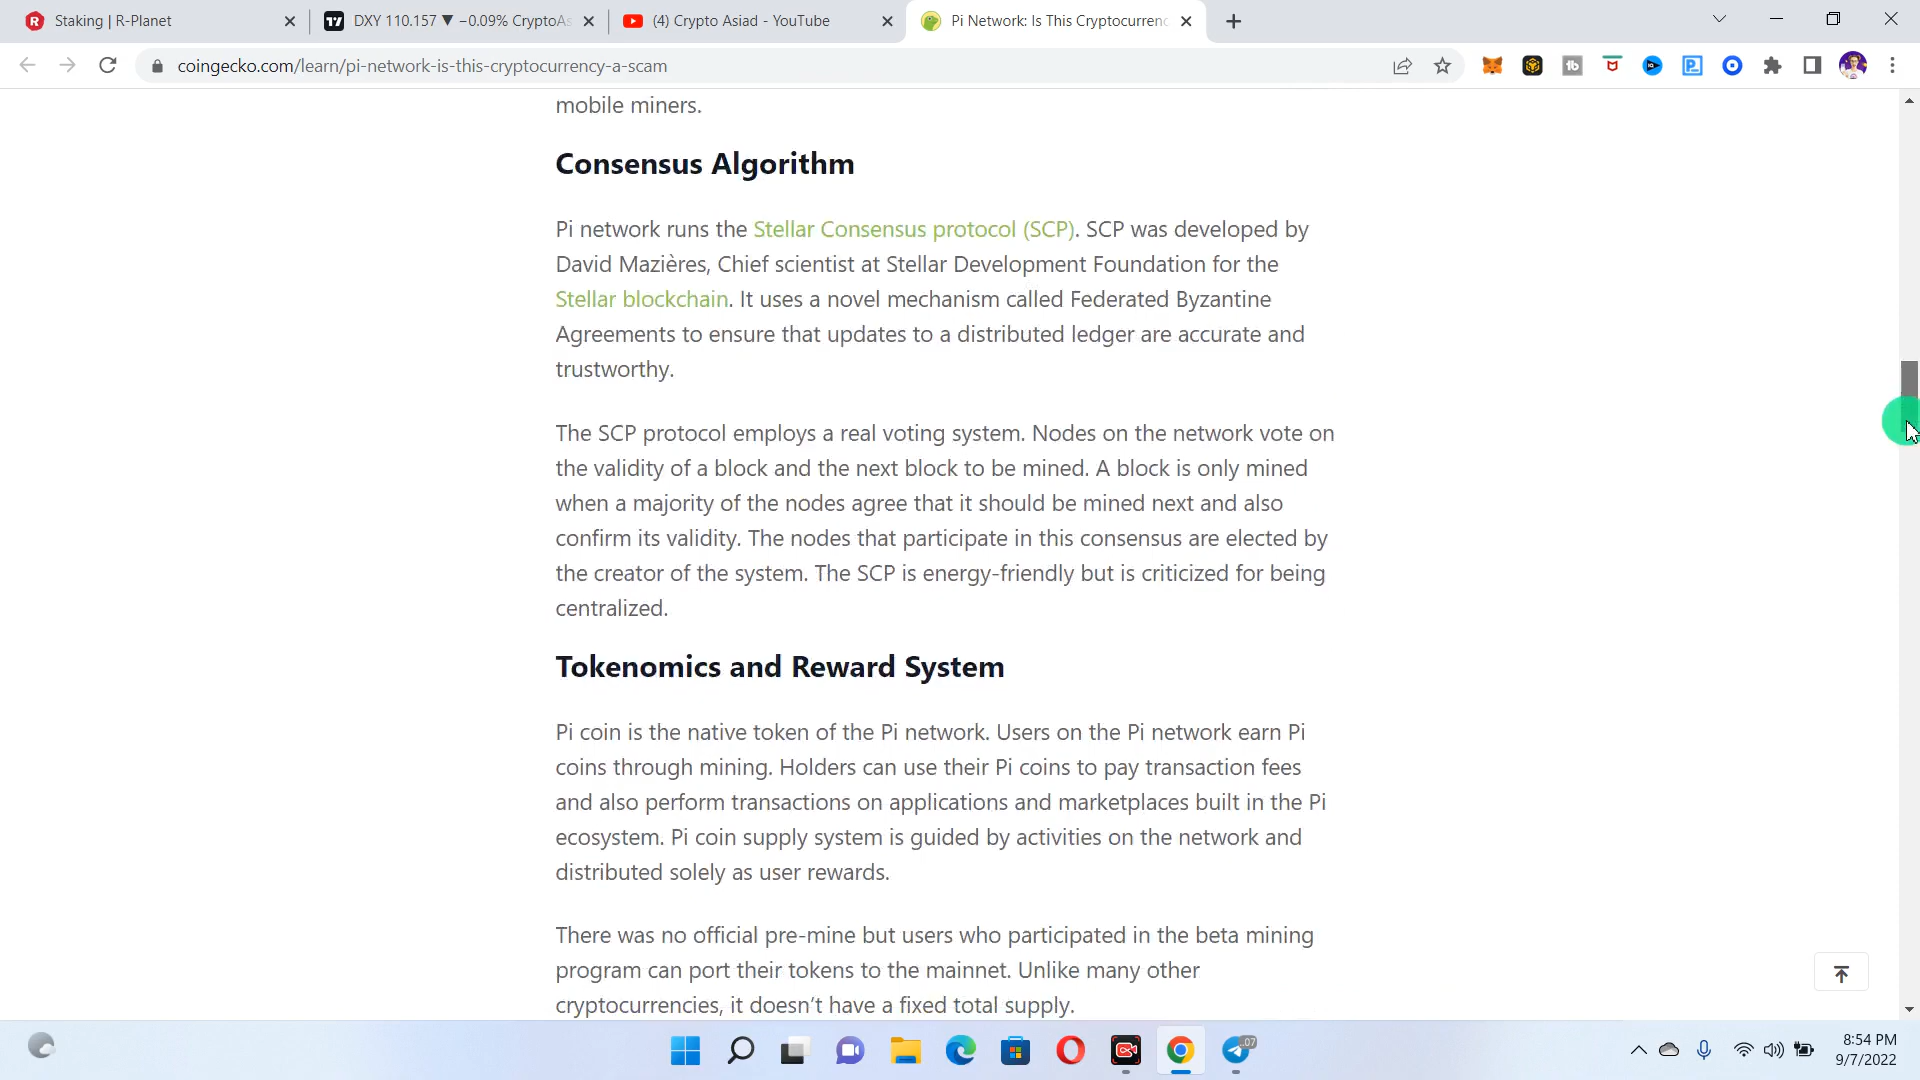 Staking | R-Planet
DXY 110.157 ▼ −0.09% CryptoAs
(4) Crypto Asiad - YouTube
Pi Network: Is This Cryptocurrenc
coingecko.com/learn/pi-network-is-this-cryptocurrency-a-scam
mobile miners.
Consensus Algorithm
Pi network runs the Stellar Consensus protocol (SCP). SCP was developed by
David Mazières, Chief scientist at Stellar Development Foundation for the
Stellar blockchain. It uses a novel mechanism called Federated Byzantine
Agreements to ensure that updates to a distributed ledger are accurate and
trustworthy.
The SCP protocol employs a real voting system. Nodes on the network vote on
the validity of a block and the next block to be mined. A block is only mined
when a majority of the nodes agree that it should be mined next and also
confirm its validity. The nodes that participate in this consensus are elected by
the creator of the system. The SCP is energy-friendly but is criticized for being
centralized.
Tokenomics and Reward System
Pi coin is the native token of the Pi network. Users on the Pi network earn Pi
coins through mining. Holders can use their Pi coins to pay transaction fees
and also perform transactions on applications and marketplaces built in the Pi
ecosystem. Pi coin supply system is guided by activities on the network and
distributed solely as user rewards.
There was no official pre-mine but users who participated in the beta mining
program can port their tokens to the mainnet. Unlike many other
cryptocurrencies, it doesn't have a fixed total supply.
..07
8:54 PM
9/7/2022